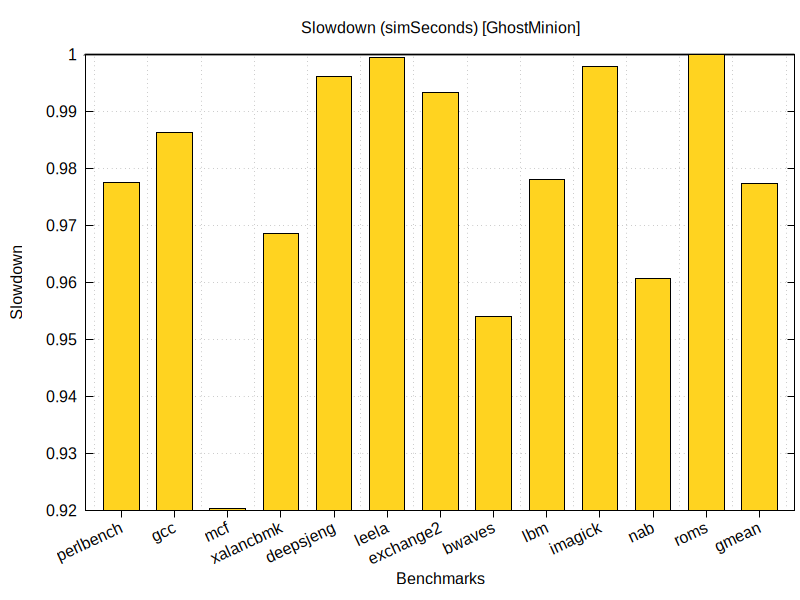 Slowdown (simSeconds) [GhostMinion]
1
0.99
0.98
0.97
0.96
0.95
0.94
0.93
0.92
Slowdown
perlbench
gcc
mcf
xalancbmk
deepsjeng
leela
exchange2
bwaves
lbm
imagick
nab
roms
gmean
Benchmarks